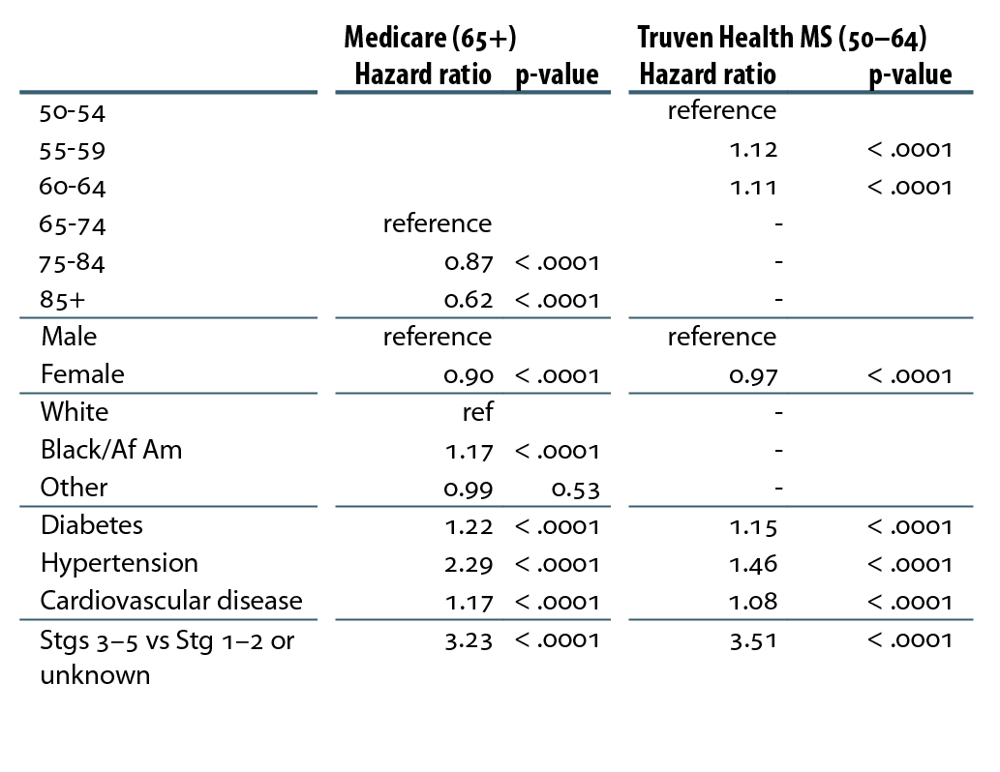 Medicare (65+) Truven Health MS (50–64)
Hazard ratio p-value Hazard ratio p-value
50-54 reference
55-59 1.12 < .0001
60-64 1.11 < .0001
65-74 reference -
75-84 0.87 < .0001 -
85+ 0.62 < .0001 -
Male reference reference
Female 0.90 < .0001 0.97 < .0001
White ref -
Black/Af Am 1.17 < .0001 -
Other 0.99 0.53 -
Diabetes 1.22 < .0001 1.15 < .0001
Hypertension 2.29 < .0001 1.46 < .0001
Cardiovascular disease 1.17 < .0001 1.08 < .0001
Stgs 3–5 vs Stg 1–2 or 3.23 < .0001 3.51 < .0001
unknown